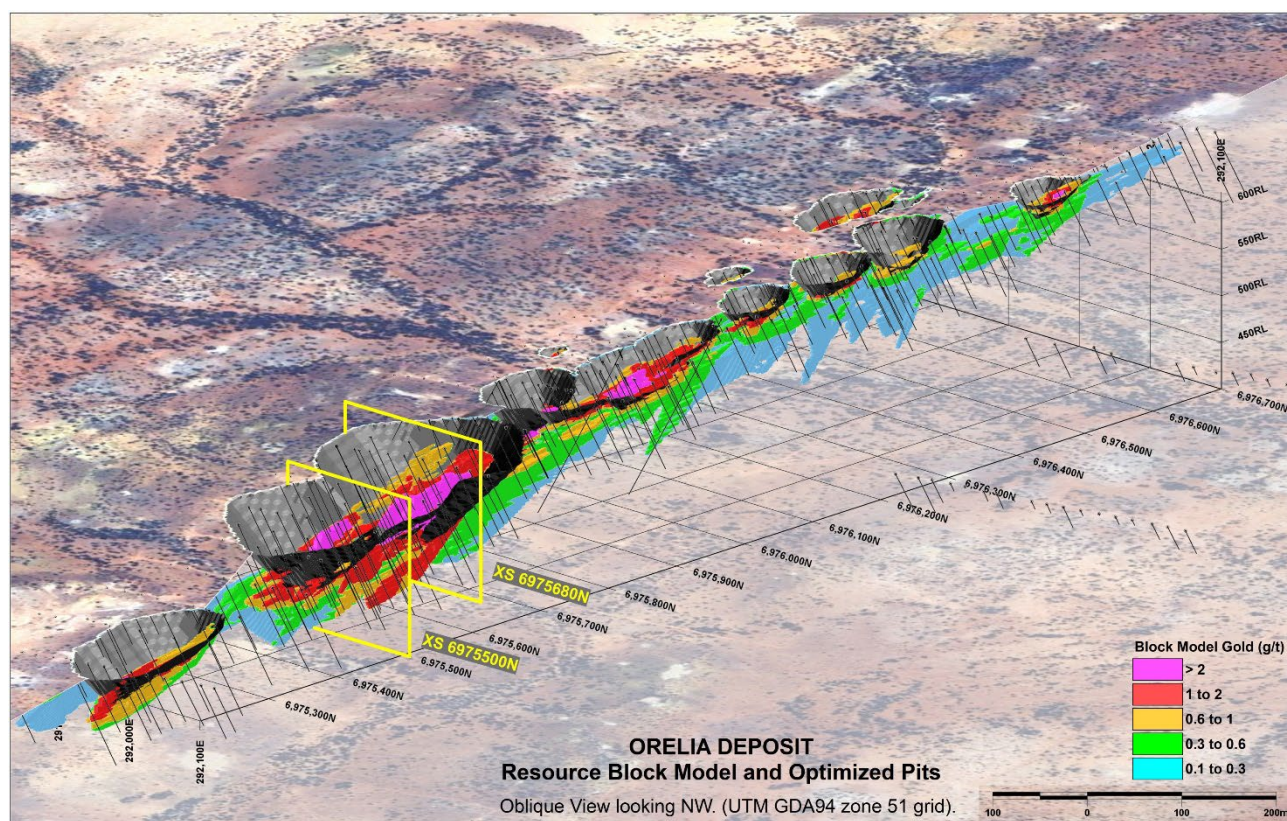 292,100E
600RL
550RL
500RL
450RL
6,976,700N
6,976,600N
6,976,500N
6,976,400N
6,976,300N
6,976,200N
6,976,100N
6,976,000N
6,975,900N
6,975,800N
6,975,700N
6,975,600N
6,975,500N
6,975,400N
6,975,300N
XS 6975680N
XS 6975500N
292,000E
292,100E
Block Model Gold (g/t)
> 2
1 to 2
0.6 to 1
0.3 to 0.6
0.1 to 0.3
ORELIA DEPOSIT
Resource Block Model and Optimized Pits
Oblique View looking NW. (UTM GDA94 zone 51 grid).
100 0 100 200m